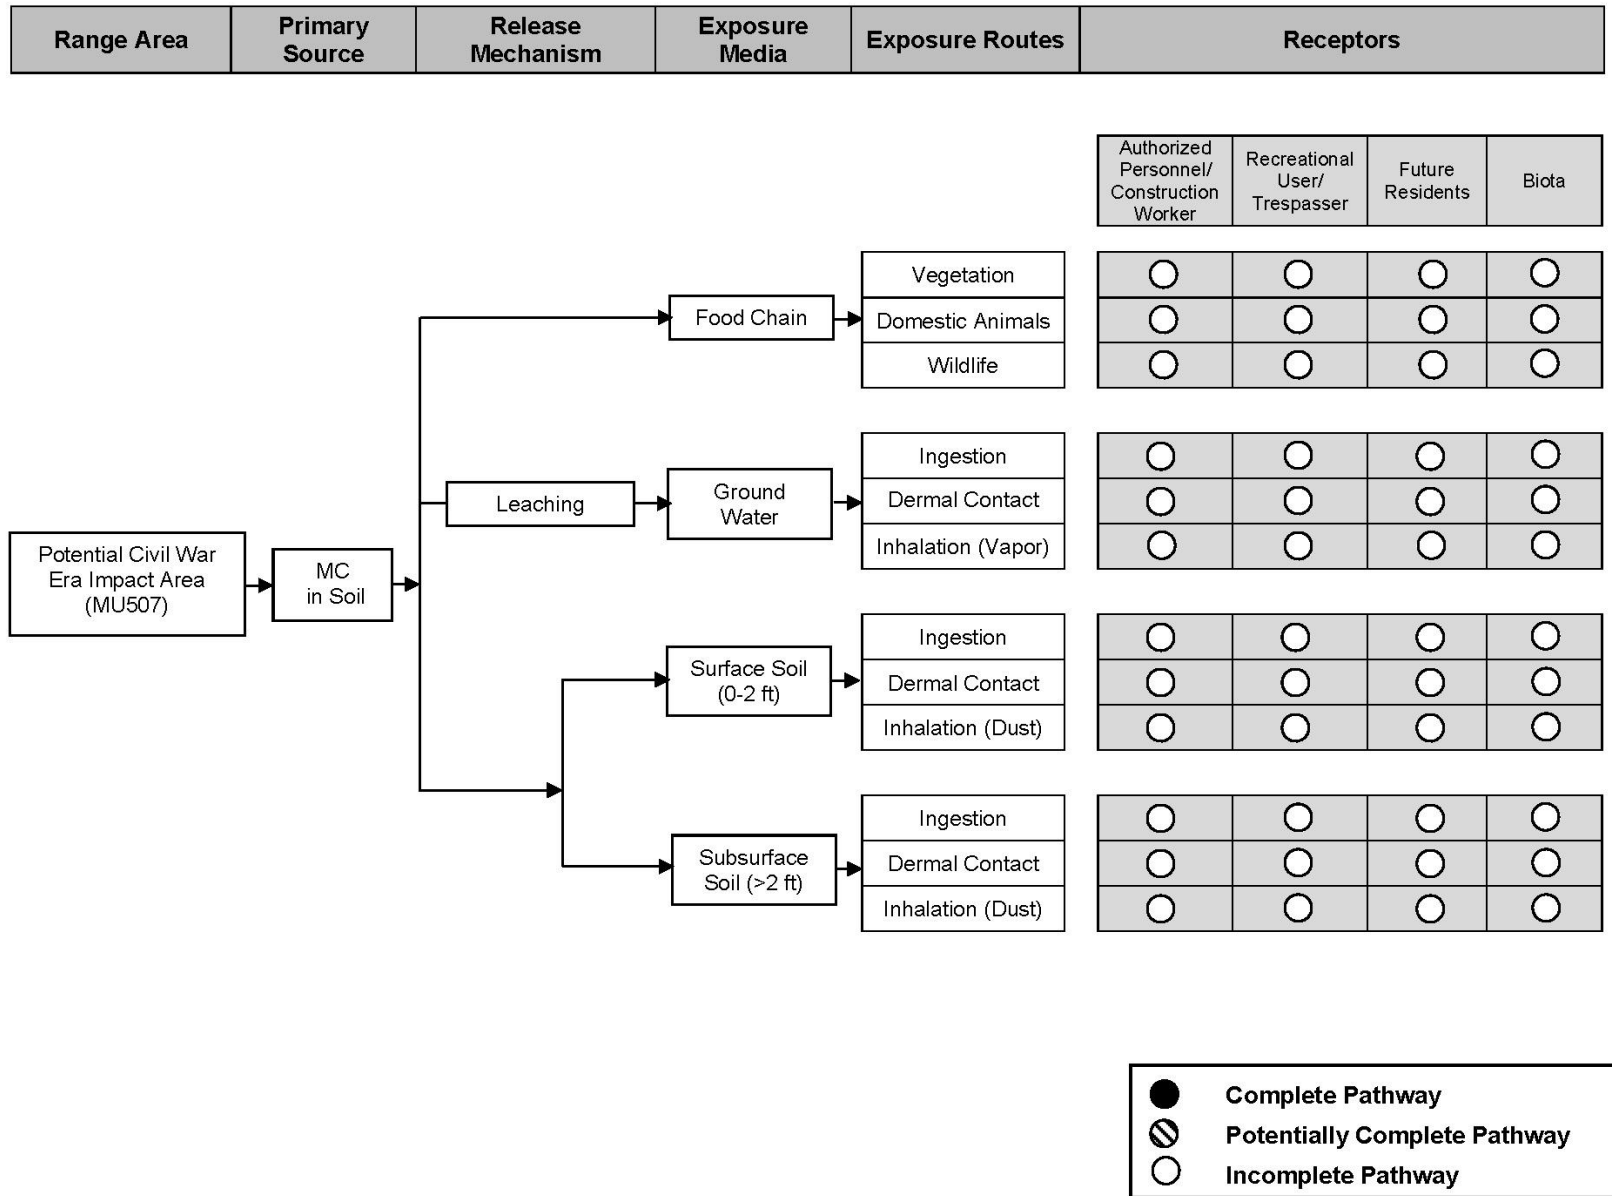 Range Area
Primary
Source
Release
Mechanism
Exposure
Media
Exposure Routes
Receptors
Authorized
Personnel/
Construction
Worker
Recreational
User/
Trespasser
Future
Residents
Biota
Vegetation
Food Chain
Domestic Animals
Wildlife
Ingestion
Leaching
Ground
Water
Dermal Contact
Inhalation (Vapor)
Potential Civil War
Era Impact Area
(MU507)
MC
in Soil
Ingestion
Surface Soil
(0-2 ft)
Dermal Contact
Inhalation (Dust)
Ingestion
Subsurface
Soil (>2 ft)
Dermal Contact
Inhalation (Dust)
Complete Pathway
Potentially Complete Pathway
Incomplete Pathway